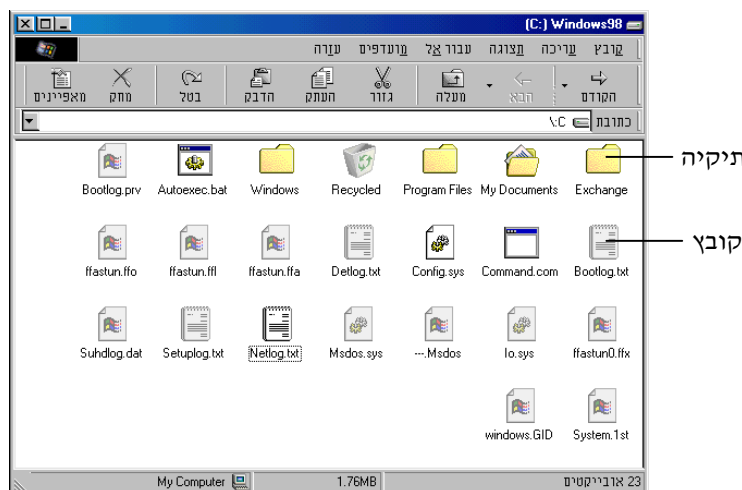 (C:) Windows98
קובץ עריכה תצוגה עבור אל מועדפים עזרה
הקודם הבא מעלה גזור העתק הדבק בטל מחק מאפיינים
כתובת C:\
Exchange My Documents Program Files Recycled Windows Autoexec.bat Bootlog.prv
תיקיה
Bootlog.txt Command.com Config.sys Detlog.txt ffastun.ffa ffastun.ffl ffastun.ffo
קובץ
ffastun0.ffx Io.sys Msdos.--- Msdos.sys Netlog.txt Setuplog.txt Suhdlog.dat
System.1st windows.GID
23 אובייקטים 1.76MB My Computer